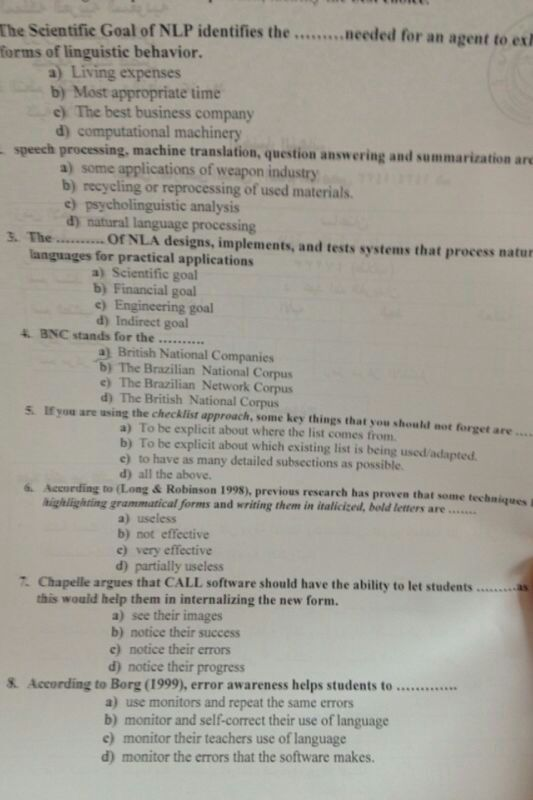 The Scientific Goal of NLP identifies the .........needed for an agent to
forms of linguistic behavior.
a) Living expenses
b) Most appropriate time
c) The best business company
d) computational machinery
speech processing, machine translation, question answering and summarization are
a) some applications of weapon industry
b) recycling or reprocessing of used materials.
c) psycholinguistic analysis
d) natural language processing
3. The .......... Of NLA designs, implements, and tests systems that process natur
languages for practical applications
a) Scientific goal
b) Financial goal
c) Engineering goal
d) Indirect goal
4. BNC stands for the ..........
a) British National Companies
b) The Brazilian National Corpus
c) The Brazilian Network Corpus
d) The British National Corpus
5. If you are using the checklist approach, some key things that you should not forget are ....
a) To be explicit about where the list comes from.
b) To be explicit about which existing list is being used/adapted.
c) to have as many detailed subsections as possible.
d) all the above.
6. According to (Long & Robinson 1998), previous research has proven that some techniques
highlighting grammatical forms and writing them in italicized, bold letters are .......
a) useless
b) not effective
c) very effective
d) partially useless
7. Chapelle argues that CALL software should have the ability to let students .........as
this would help them in internalizing the new form.
a) see their images
b) notice their success
c) notice their errors
d) notice their progress
8. According to Borg (1999), error awareness helps students to .............
a) use monitors and repeat the same errors
b) monitor and self-correct their use of language
c) monitor their teachers use of language
d) monitor the errors that the software makes.